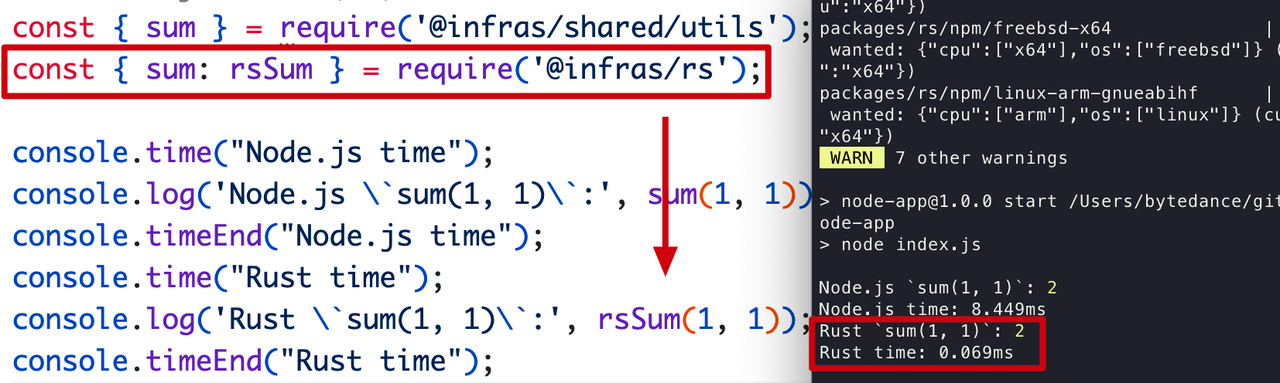 const { sum } = require('@infras/shared/utils');
const { sum: rsSum } = require('@infras/rs');
console.time("Node.js time");
console.log('Node.js \`sum(1, 1)\`:', sum(1, 1))
console.timeEnd("Node.js time");
console.time("Rust time");
console.log('Rust \`sum(1, 1)\`:', rsSum(1, 1));
console.timeEnd("Rust time");
u":"x64"})
packages/rs/npm/freebsd-x64 |
wanted: {"cpu":["x64"],"os":["freebsd"]} (
":"x64"})
packages/rs/npm/linux-arm-gnueabihf |
wanted: {"cpu":["arm"],"os":["linux"]} (cu
"x64"})
WARN 7 other warnings
> node-app@1.0.0 start /Users/bytedance/git
ode-app
> node index.js
Node.js `sum(1, 1)`: 2
Node.js time: 8.449ms
Rust `sum(1, 1)`: 2
Rust time: 0.069ms